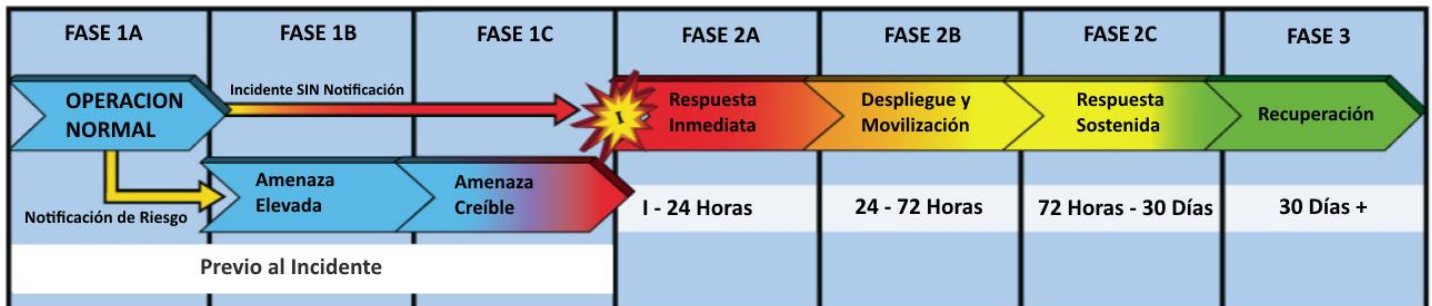 FASE 1A
FASE 1B
FASE 1C
FASE 2A
FASE 2B
FASE 2C
FASE 3
OPERACION
NORMAL
Incidente SIN Notificación
I
Respuesta
Inmediata
Despliegue y
Movilización
Respuesta
Sostenida
Recuperación
Notificación de Riesgo
Amenaza
Elevada
Amenaza
Creíble
I - 24 Horas
24 - 72 Horas
72 Horas - 30 Días
30 Días +
Previo al Incidente